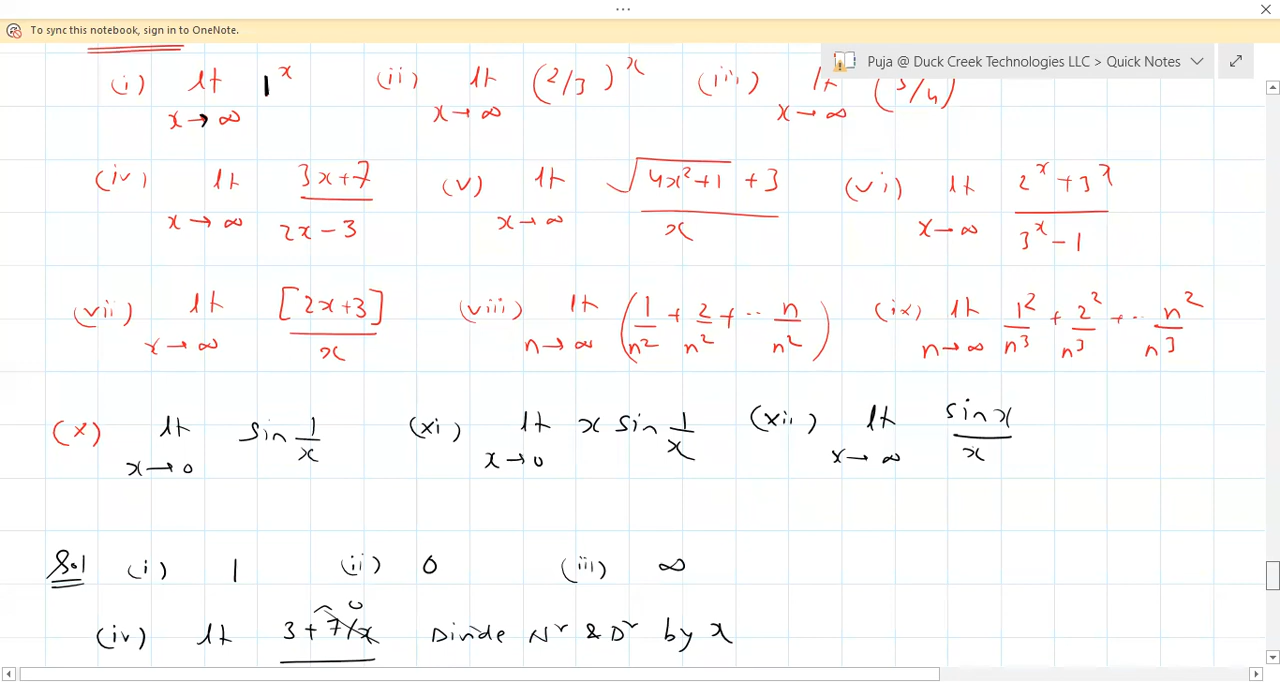 To sync this notebook, sign in to OneNote.
Puja @ Duck Creek Technologies LLC > Quick Notes
(i) lt x→∞ 1^x (ii) lt x→∞ (2/3)^x (iii) lt x→∞ (5/4)
(iv) lt x→∞ (3x+7)/(2x-3) (v) lt x→∞ (√(4x²+1) + 3)/x (vi) lt x→∞ (2^x + 3^x)/(3^x - 1)
(vii) lt x→∞ [2x+3]/x (viii) lt n→∞ (1/n² + 2/n² + .. n/n²) (ix) lt n→∞ 1²/n³ + 2²/n³ + .. n²/n³
(x) lt x→0 sin 1/x (xi) lt x→0 x sin 1/x (xii) lt x→∞ sinx/x
Sol (i) 1 (ii) 0 (iii) ∞
(iv) lt 3 + 7/x 0 Divide Nʳ & Dʳ by x